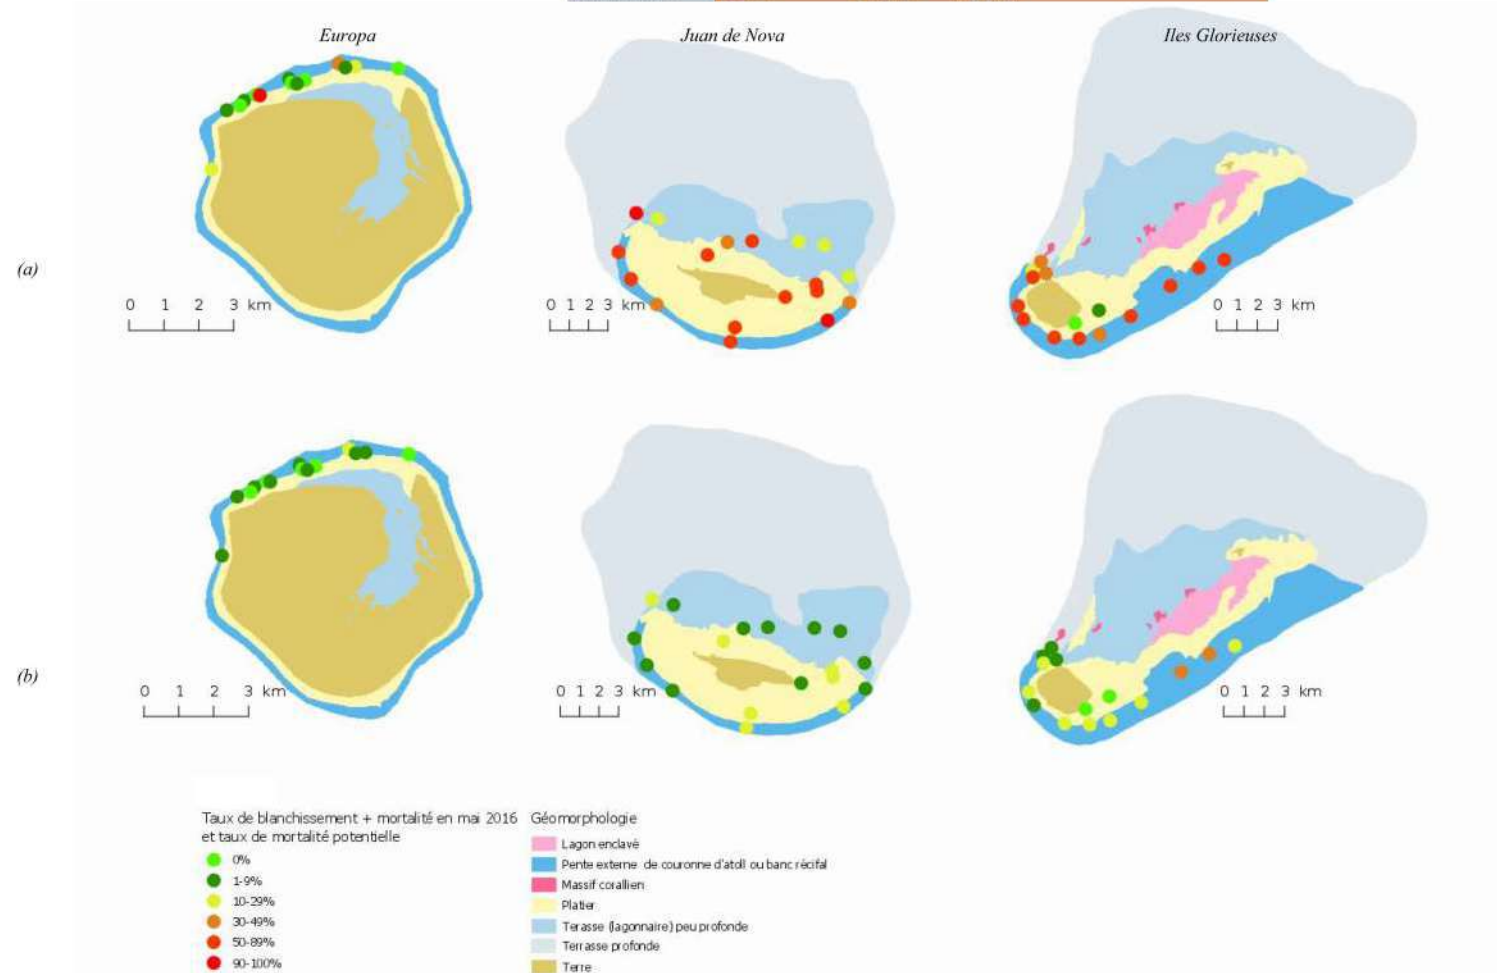 Europa
Juan de Nova
Iles Glorieuses
(a)
0 1 2 3 km
0 1 2 3 km
0 1 2 3 km
(b)
0 1 2 3 km
0 1 2 3 km
0 1 2 3 km
Taux de blanchissement + mortalité en mai 2016
et taux de mortalité potentielle
0%
1-9%
10-29%
30-49%
50-89%
90-100%
Géomorphologie
Lagon enclavé
Pente externe de couronne d'atoll ou banc récifal
Massif corallien
Platier
Terasse (lagonnaire) peu profonde
Terrasse profonde
Terre